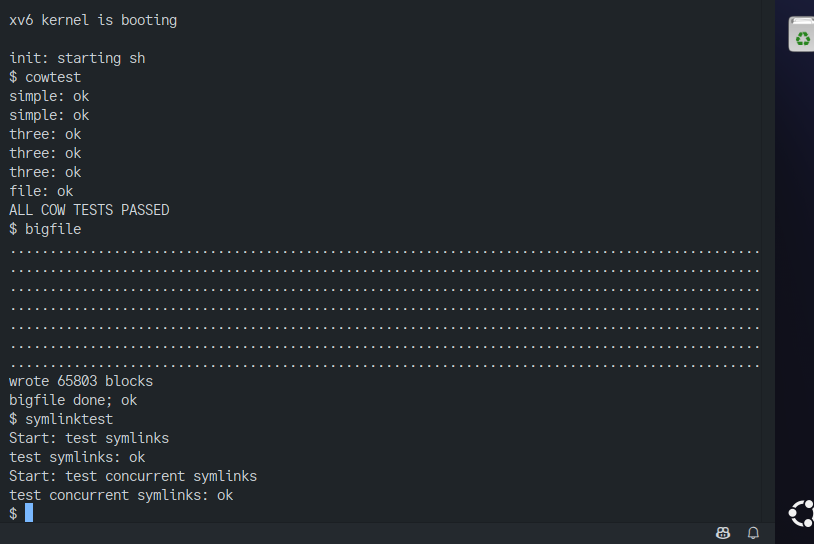 xv6 kernel is booting
init: starting sh
$ cowtest
simple: ok
simple: ok
three: ok
three: ok
three: ok
file: ok
ALL COW TESTS PASSED
$ bigfile
..............................................................................................
..............................................................................................
..............................................................................................
..............................................................................................
..............................................................................................
..............................................................................................
..............................................................................................
wrote 65803 blocks
bigfile done; ok
$ symlinktest
Start: test symlinks
test symlinks: ok
Start: test concurrent symlinks
test concurrent symlinks: ok
$